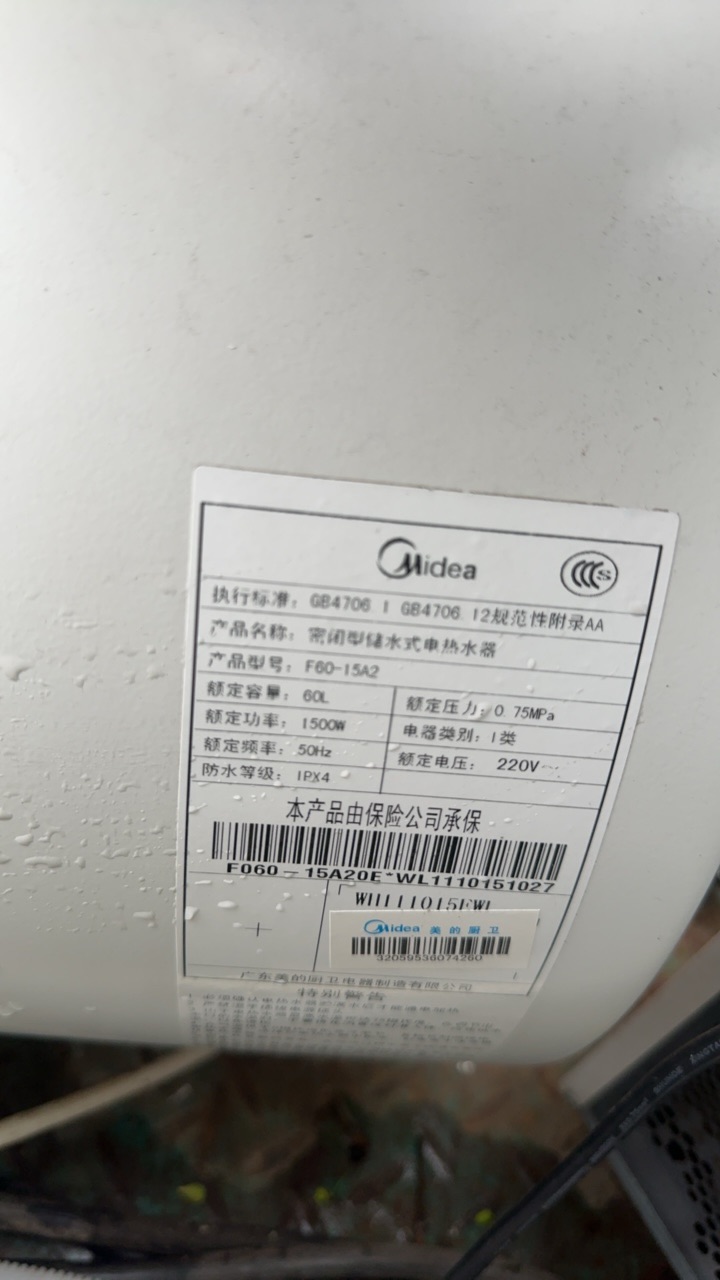 Midea
执行标准：GB4706.1 GB4706.12规范性附录AA
产品名称：密闭型储水式电热水器
产品型号：F60-15A2
额定容量：60L
额定压力：0.75MPa
额定功率：1500W
电器类别：I类
额定频率：50Hz
额定电压：220V~
防水等级：IPX4
本产品由保险公司承保
F060-15A20E*WL1110151027
Midea 美的厨卫
32059536074260
广东美的厨卫电器制造有限公司
特别警告